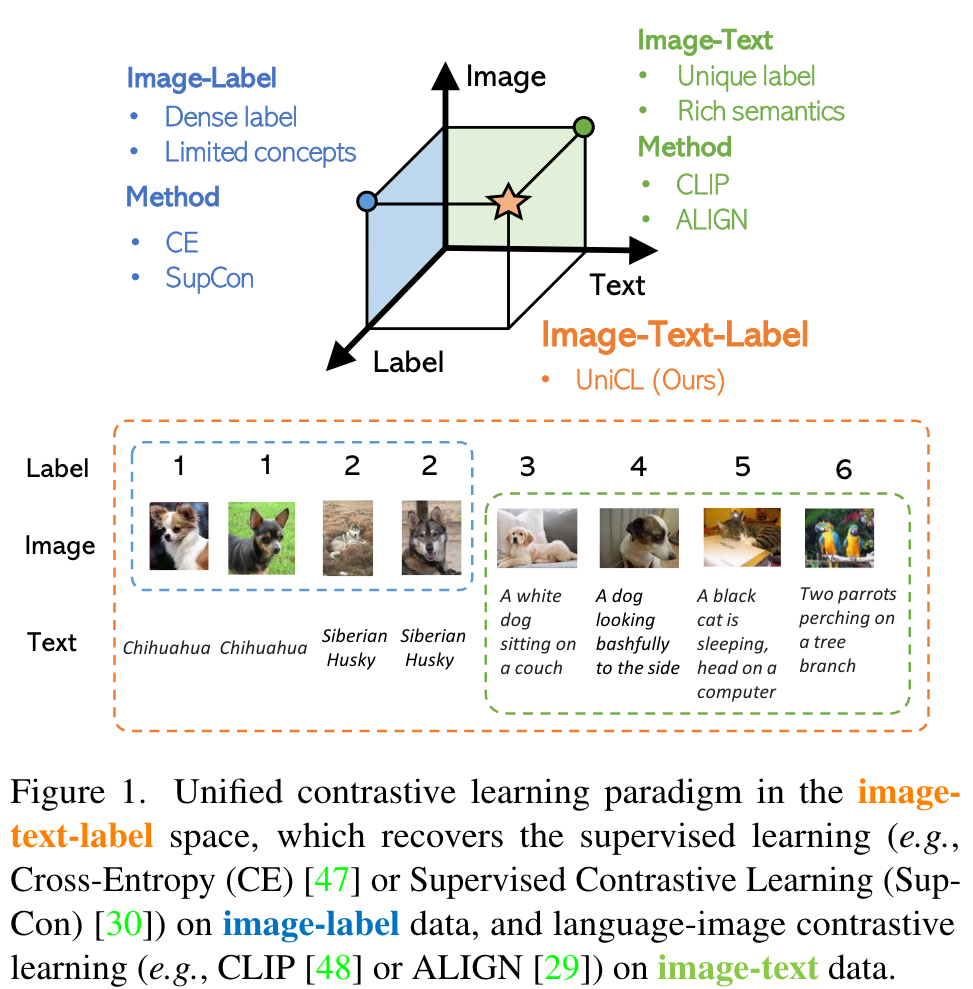 Image-Label
• Dense label
• Limited concepts
Method
• CE
• SupCon
Image
Image-Text
• Unique label
• Rich semantics
Method
• CLIP
• ALIGN
Text
Label
Image-Text-Label
• UniCL (Ours)
Label 1 1 2 2 3 4 5 6
Image
Text
Chihuahua
Chihuahua
Siberian
Husky
Siberian
Husky
A white
dog
sitting on
a couch
A dog
looking
bashfully
to the side
A black
cat is
sleeping,
head on a
computer
Two parrots
perching on
a tree
branch
Figure 1. Unified contrastive learning paradigm in the image-
text-label space, which recovers the supervised learning (e.g.,
Cross-Entropy (CE) [47] or Supervised Contrastive Learning (Sup-
Con) [30]) on image-label data, and language-image contrastive
learning (e.g., CLIP [48] or ALIGN [29]) on image-text data.